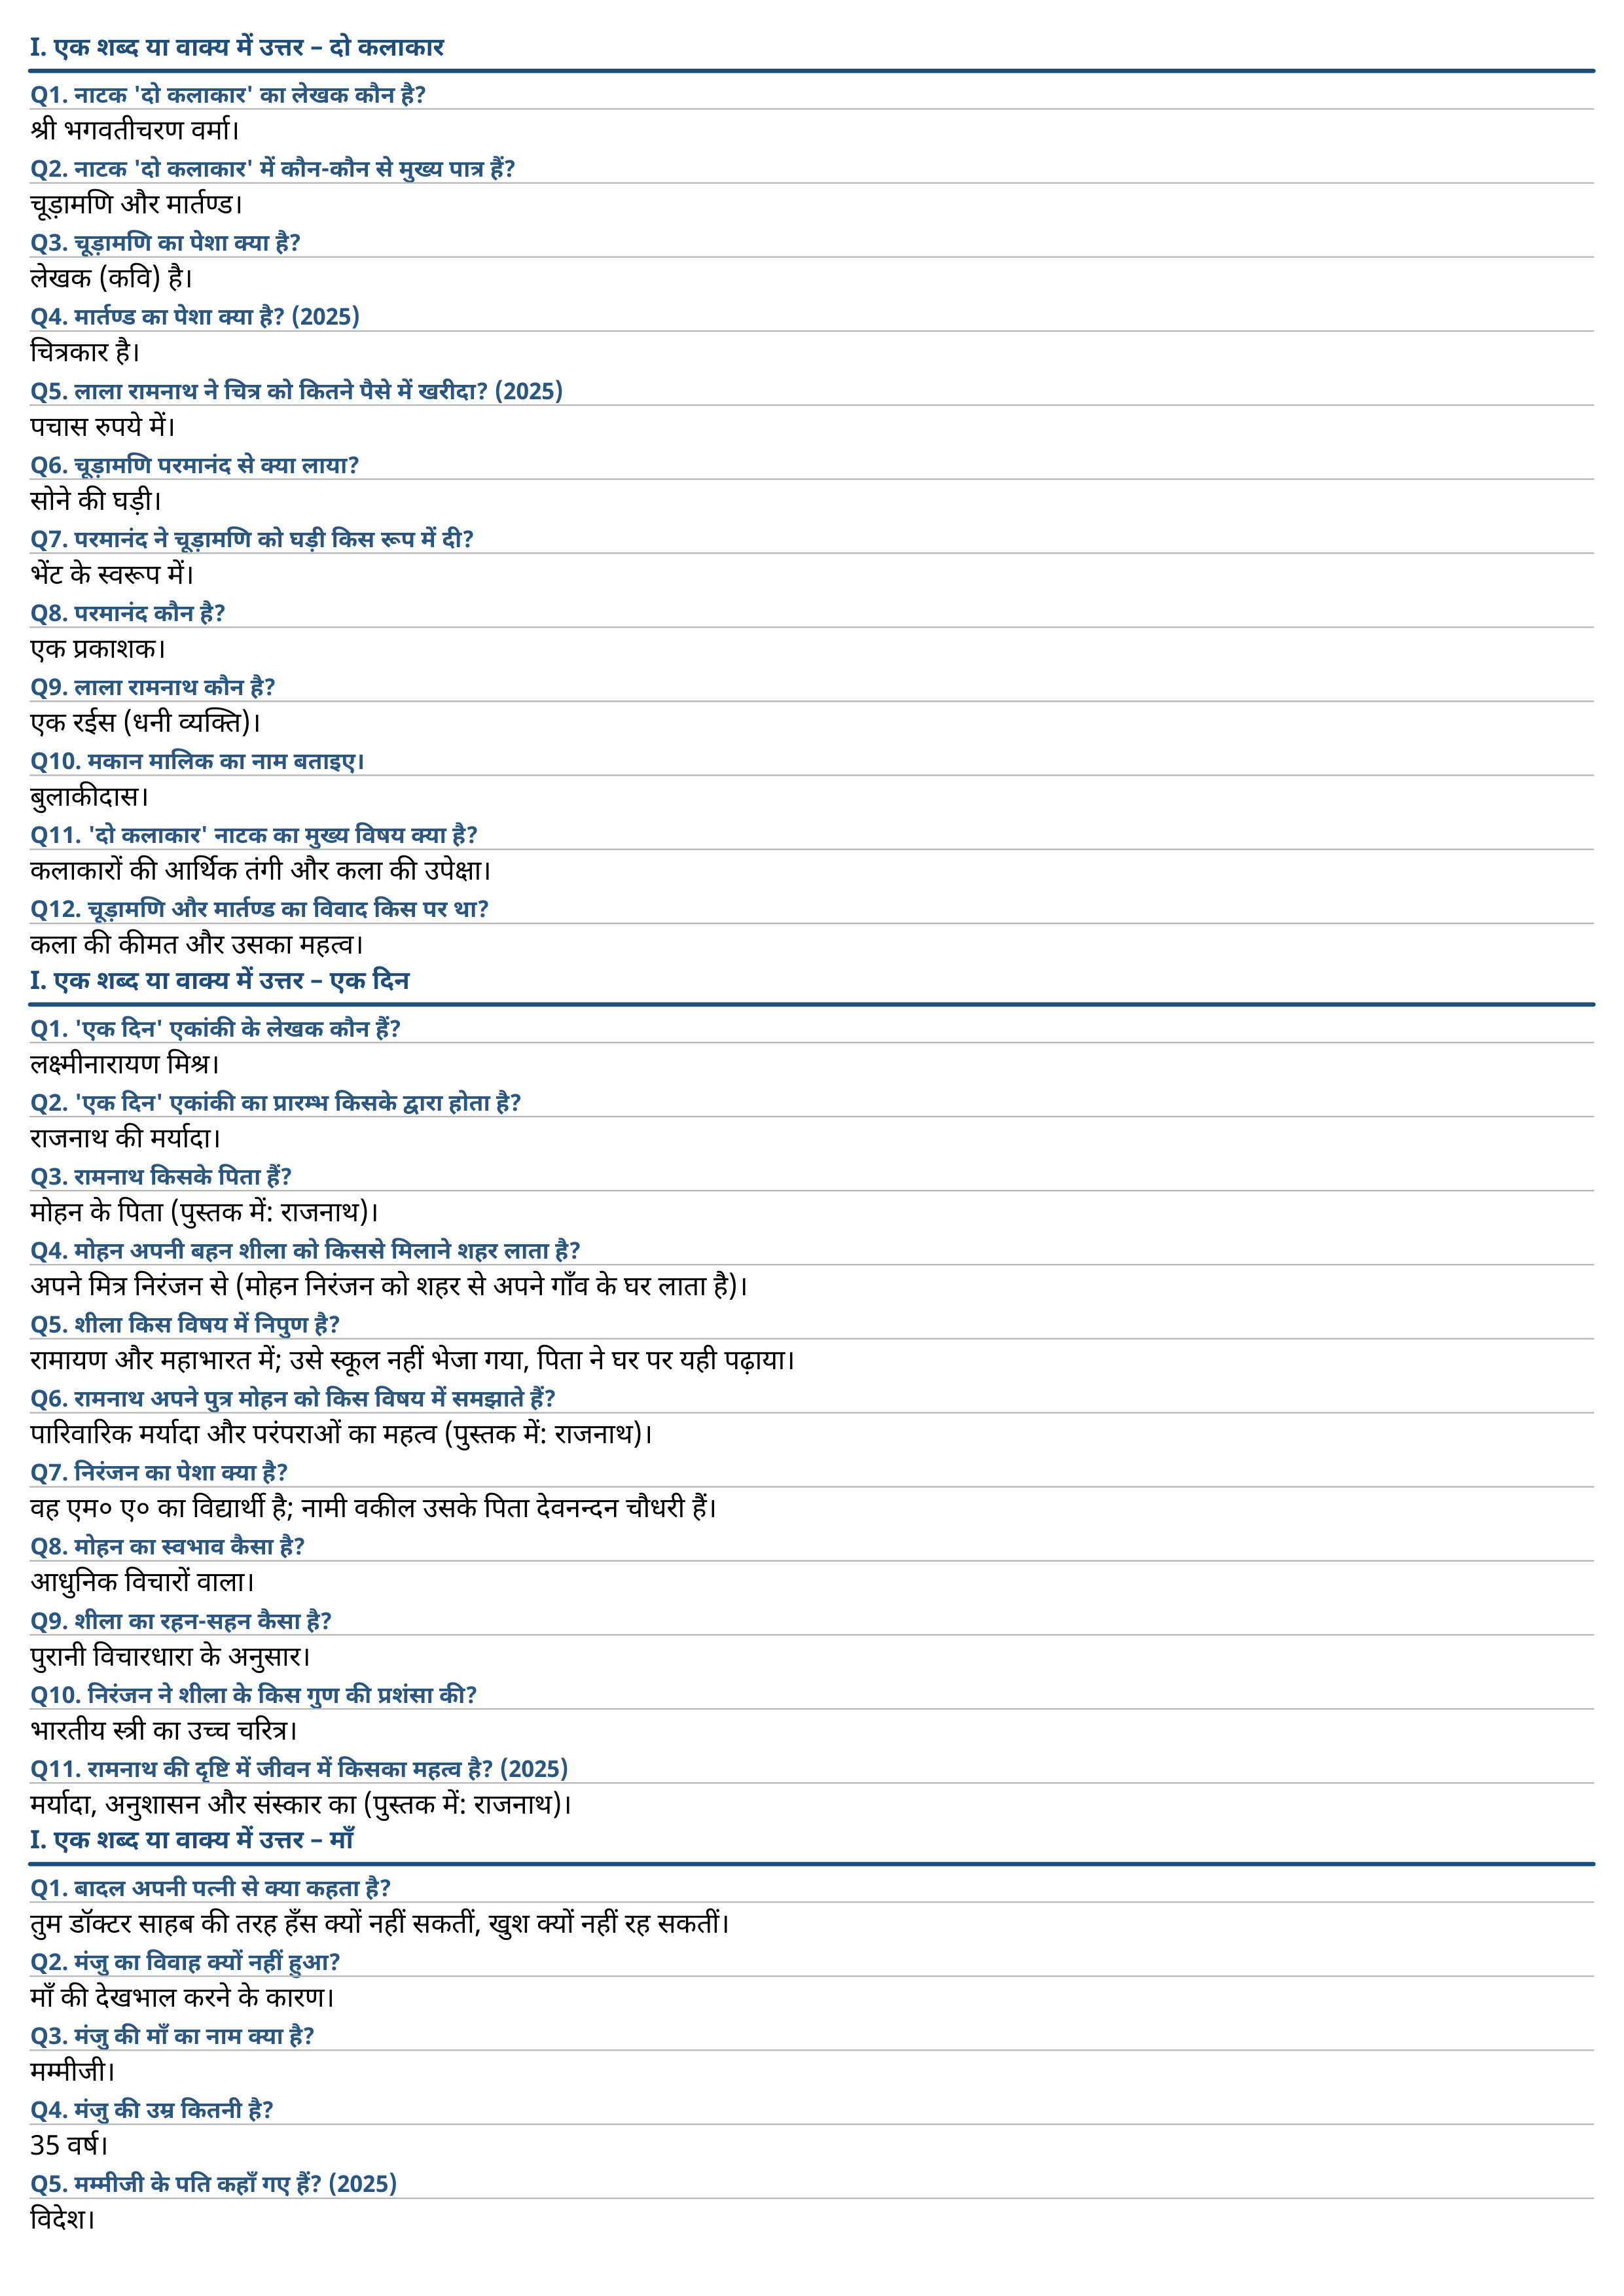 I. एक शब्द या वाक्य में उत्तर – दो कलाकार
Q1. नाटक 'दो कलाकार' का लेखक कौन है?
श्री भगवतीचरण वर्मा।
Q2. नाटक 'दो कलाकार' में कौन-कौन से मुख्य पात्र हैं?
चूड़ामणि और मार्तण्ड।
Q3. चूड़ामणि का पेशा क्या है?
लेखक (कवि) है।
Q4. मार्तण्ड का पेशा क्या है? (2025)
चित्रकार है।
Q5. लाला रामनाथ ने चित्र को कितने पैसे में खरीदा? (2025)
पचास रुपये में।
Q6. चूड़ामणि परमानंद से क्या लाया?
सोने की घड़ी।
Q7. परमानंद ने चूड़ामणि को घड़ी किस रूप में दी?
भेंट के स्वरूप में।
Q8. परमानंद कौन है?
एक प्रकाशक।
Q9. लाला रामनाथ कौन है?
एक रईस (धनी व्यक्ति)।
Q10. मकान मालिक का नाम बताइए।
बुलाकीदास।
Q11. 'दो कलाकार' नाटक का मुख्य विषय क्या है?
कलाकारों की आर्थिक तंगी और कला की उपेक्षा।
Q12. चूड़ामणि और मार्तण्ड का विवाद किस पर था?
कला की कीमत और उसका महत्व।
I. एक शब्द या वाक्य में उत्तर – एक दिन
Q1. 'एक दिन' एकांकी के लेखक कौन हैं?
लक्ष्मीनारायण मिश्र।
Q2. 'एक दिन' एकांकी का प्रारम्भ किसके द्वारा होता है?
राजनाथ की मर्यादा।
Q3. रामनाथ किसके पिता हैं?
मोहन के पिता (पुस्तक में: राजनाथ)।
Q4. मोहन अपनी बहन शीला को किससे मिलाने शहर लाता है?
अपने मित्र निरंजन से (मोहन निरंजन को शहर से अपने गाँव के घर लाता है)।
Q5. शीला किस विषय में निपुण है?
रामायण और महाभारत में; उसे स्कूल नहीं भेजा गया, पिता ने घर पर यही पढ़ाया।
Q6. रामनाथ अपने पुत्र मोहन को किस विषय में समझाते हैं?
पारिवारिक मर्यादा और परंपराओं का महत्व (पुस्तक में: राजनाथ)।
Q7. निरंजन का पेशा क्या है?
वह एम० ए० का विद्यार्थी है; नामी वकील उसके पिता देवनन्दन चौधरी हैं।
Q8. मोहन का स्वभाव कैसा है?
आधुनिक विचारों वाला।
Q9. शीला का रहन-सहन कैसा है?
पुरानी विचारधारा के अनुसार।
Q10. निरंजन ने शीला के किस गुण की प्रशंसा की?
भारतीय स्त्री का उच्च चरित्र।
Q11. रामनाथ की दृष्टि में जीवन में किसका महत्व है? (2025)
मर्यादा, अनुशासन और संस्कार का (पुस्तक में: राजनाथ)।
I. एक शब्द या वाक्य में उत्तर – माँ
Q1. बादल अपनी पत्नी से क्या कहता है?
तुम डॉक्टर साहब की तरह हँस क्यों नहीं सकतीं, खुश क्यों नहीं रह सकतीं।
Q2. मंजु का विवाह क्यों नहीं हुआ?
माँ की देखभाल करने के कारण।
Q3. मंजु की माँ का नाम क्या है?
मम्मीजी।
Q4. मंजु की उम्र कितनी है?
35 वर्ष।
Q5. मम्मीजी के पति कहाँ गए हैं? (2025)
विदेश।